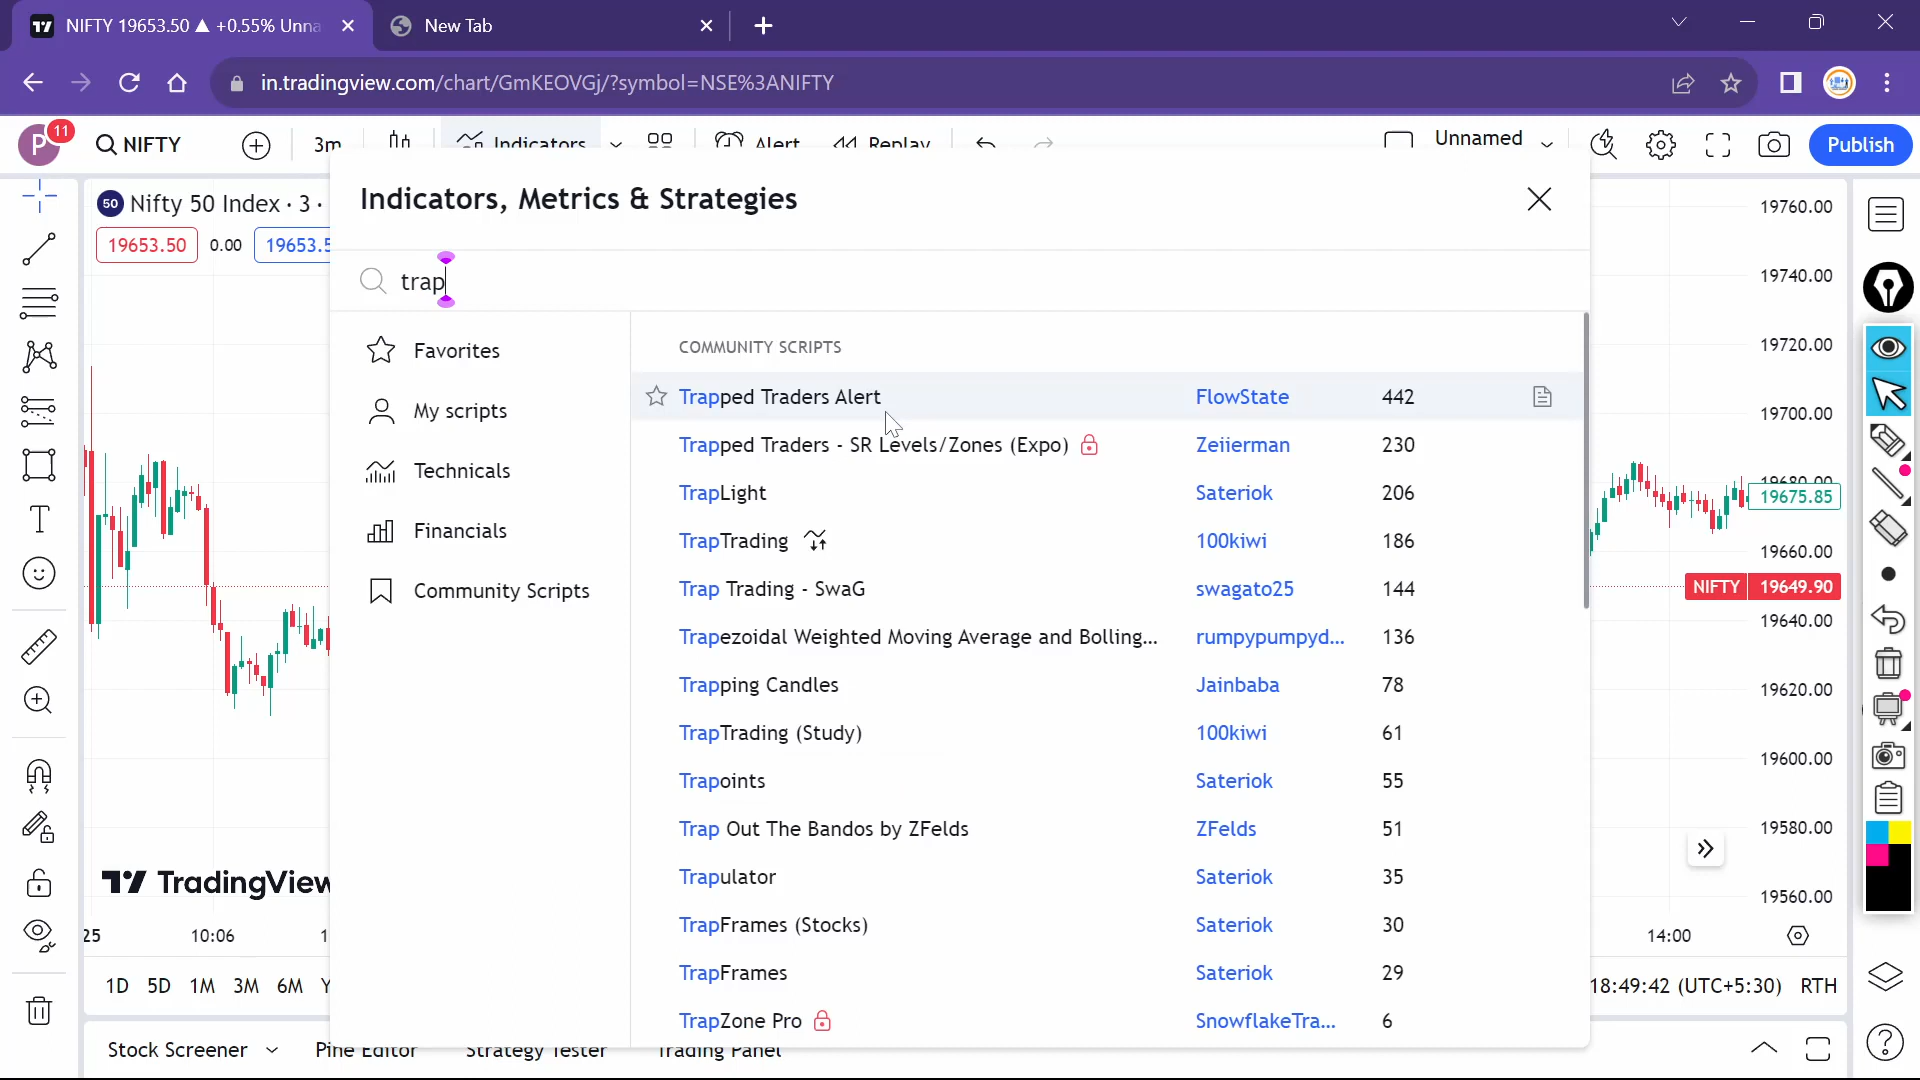 NIFTY 19653.50 ▲ +0.55% Unna
New Tab
in.tradingview.com/chart/GmKEOVGj/?symbol=NSE%3ANIFTY
P
11
NIFTY
3m
Indicators
Alert
Replay
Unnamed
Publish
50 Nifty 50 Index · 3 ·
19653.50
0.00
19653.5
Indicators, Metrics & Strategies
trap
Favorites
My scripts
Technicals
Financials
Community Scripts
COMMUNITY SCRIPTS
Trapped Traders Alert FlowState 442
Trapped Traders - SR Levels/Zones (Expo) Zeiierman 230
TrapLight Sateriok 206
TrapTrading 100kiwi 186
Trap Trading - SwaG swagato25 144
Trapezoidal Weighted Moving Average and Bolling... rumpypumpyd... 136
Trapping Candles Jainbaba 78
TrapTrading (Study) 100kiwi 61
Trapoints Sateriok 55
Trap Out The Bandos by ZFelds ZFelds 51
Trapulator Sateriok 35
TrapFrames (Stocks) Sateriok 30
TrapFrames Sateriok 29
TrapZone Pro SnowflakeTra... 6
19760.00
19740.00
19720.00
19700.00
19680.00
19675.85
19660.00
NIFTY 19649.90
19640.00
19620.00
19600.00
19580.00
19560.00
TradingView
25
10:06
1
14:00
1D 5D 1M 3M 6M Y
18:49:42 (UTC+5:30) RTH
Stock Screener
Pine Editor
Strategy Tester
Trading Panel